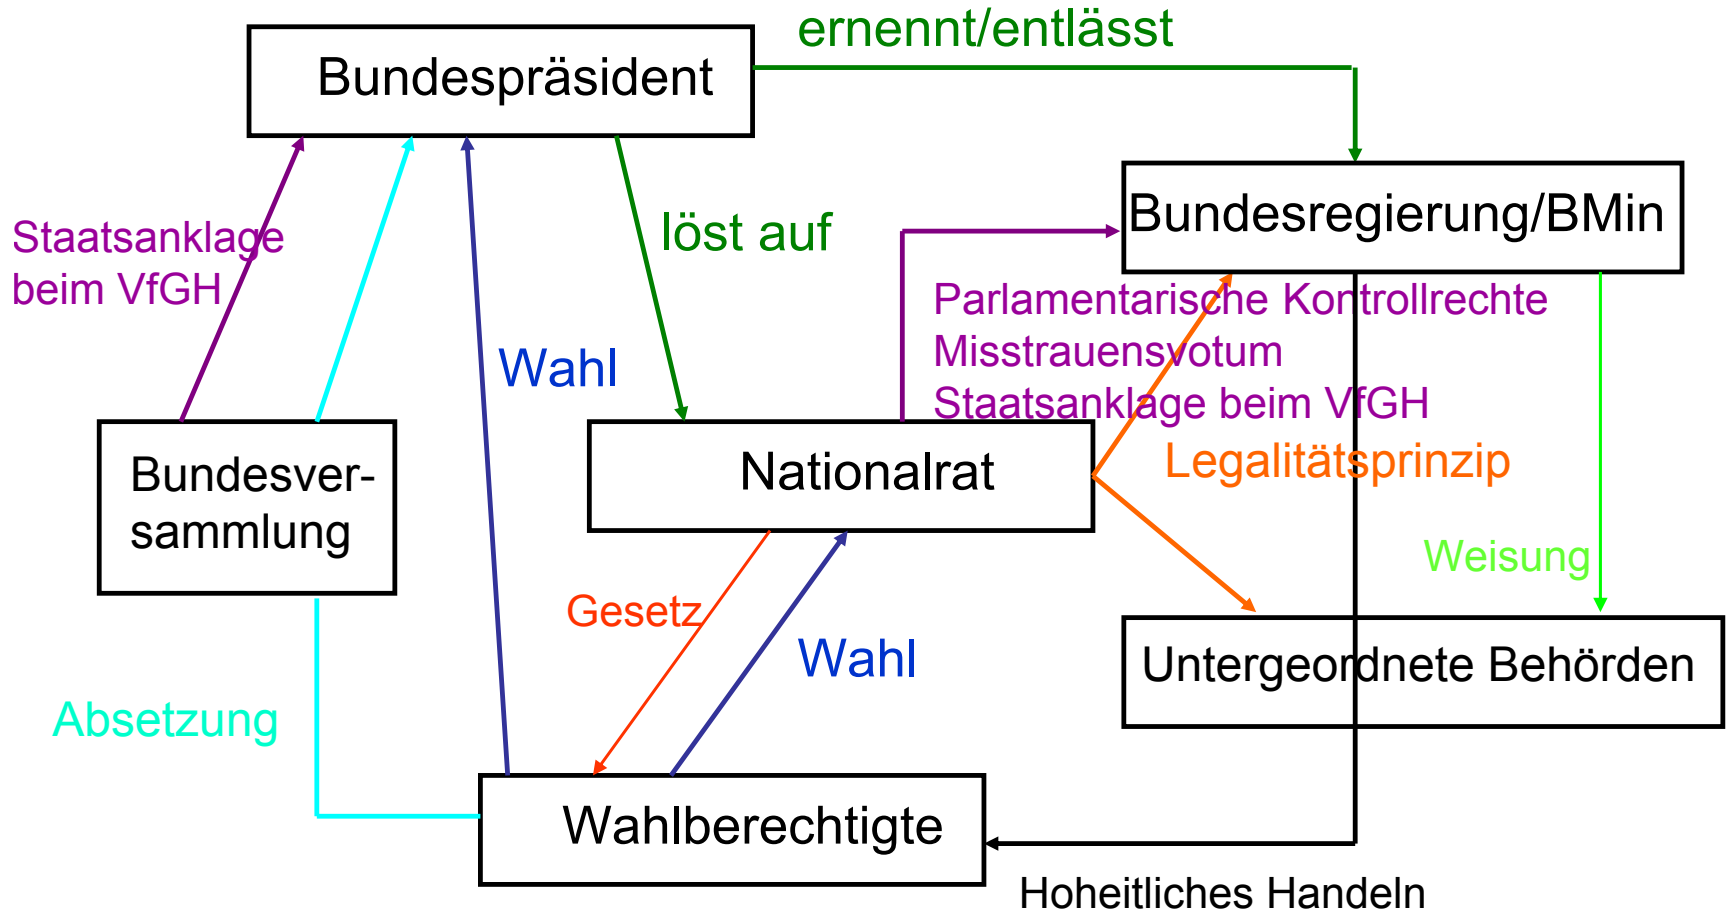 ernennt/entlässt
Bundespräsident
Bundesregierung/BMin
Staatsanklage
beim VfGH
löst auf
Parlamentarische Kontrollrechte
Misstrauensvotum
Staatsanklage beim VfGH
Wahl
Bundesver-
sammlung
Nationalrat
Legalitätsprinzip
Weisung
Gesetz
Wahl
Untergeordnete Behörden
Absetzung
Wahlberechtigte
Hoheitliches Handeln